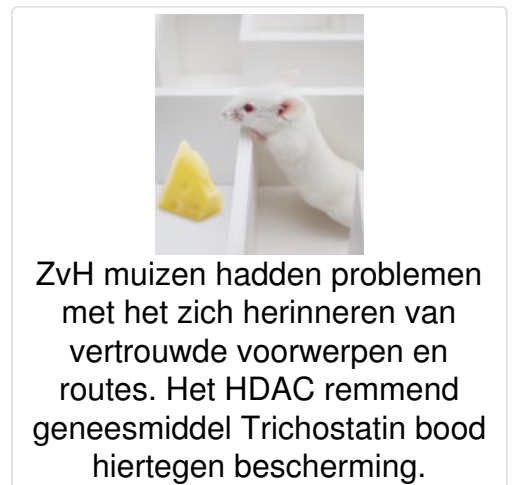 ZvH muizen hadden problemen
met het zich herinneren van
vertrouwde voorwerpen en
routes. Het HDAC remmend
geneesmiddel Trichostatin bood
hiertegen bescherming.